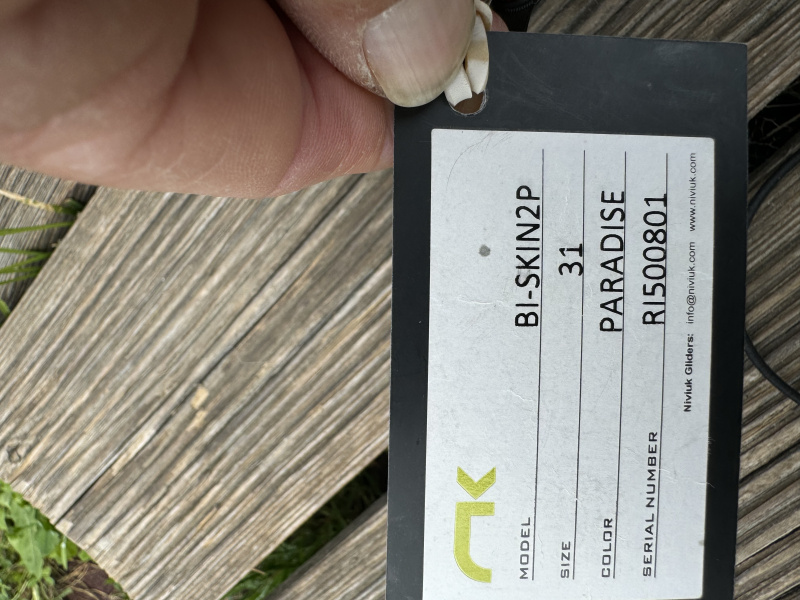 MODEL BI-SKIN2P
SIZE 31
COLOR PARADISE
SERIAL NUMBER RI500801
Niviuk Gliders: info@niviuk.com www.niviuk.com